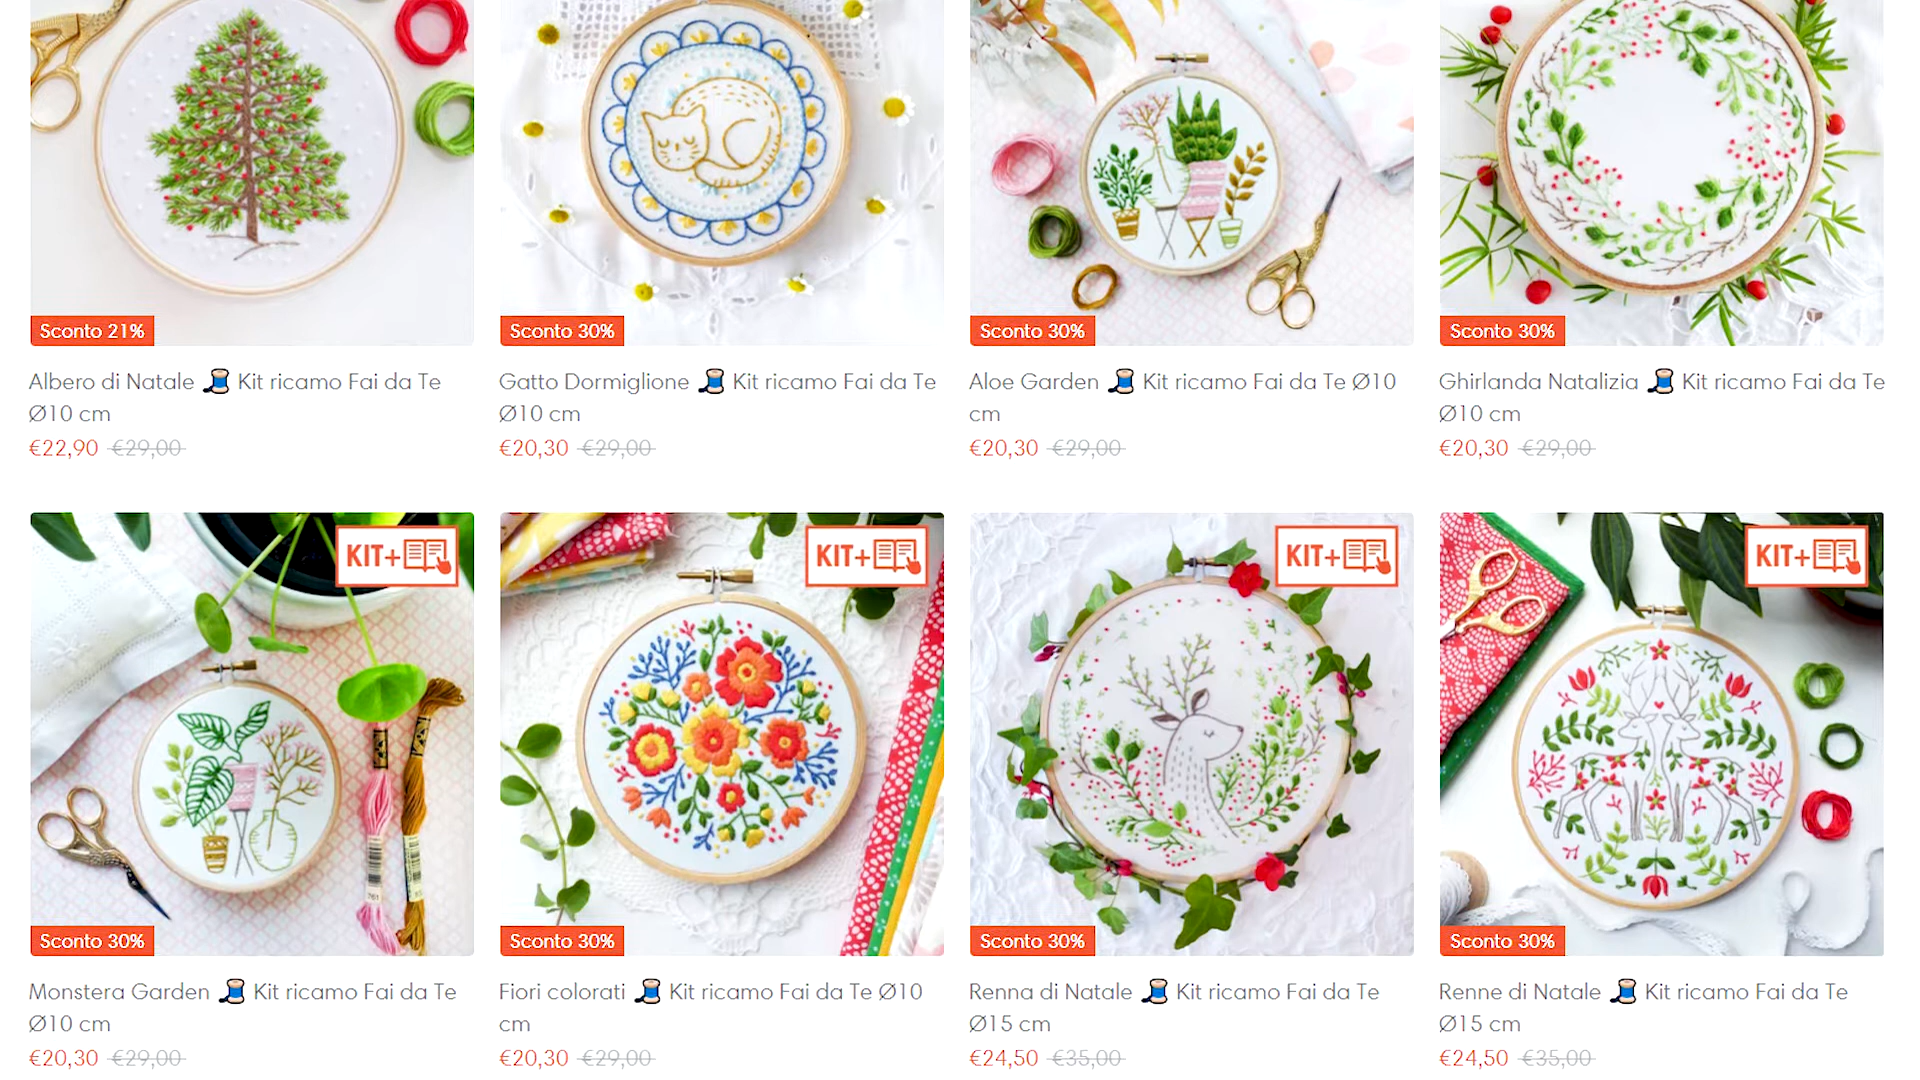 Sconto 21%
Sconto 30%
Sconto 30%
Sconto 30%
Albero di Natale 🧵 Kit ricamo Fai da Te
Ø10 cm
€22,90 €29,00
Gatto Dormiglione 🧵 Kit ricamo Fai da Te
Ø10 cm
€20,30 €29,00
Aloe Garden 🧵 Kit ricamo Fai da Te Ø10
cm
€20,30 €29,00
Ghirlanda Natalizia 🧵 Kit ricamo Fai da Te
Ø10 cm
€20,30 €29,00
KIT+
KIT+
KIT+
KIT+
Sconto 30%
Sconto 30%
Sconto 30%
Sconto 30%
Monstera Garden 🧵 Kit ricamo Fai da Te
Ø10 cm
€20,30 €29,00
Fiori colorati 🧵 Kit ricamo Fai da Te Ø10
cm
€20,30 €29,00
Renna di Natale 🧵 Kit ricamo Fai da Te
Ø15 cm
€24,50 €35,00
Renne di Natale 🧵 Kit ricamo Fai da Te
Ø15 cm
€24,50 €35,00